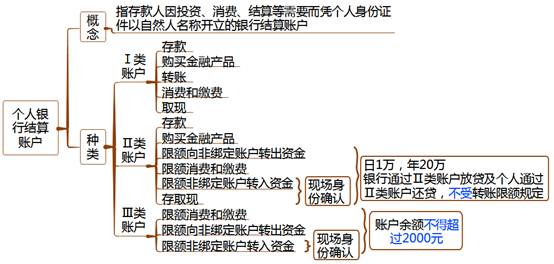 个人银
行结算
账户
概
念
指存款人因投资、消费、结算等需要而凭个人身份证
件以自然人名称开立的银行结算账户
种
类
Ⅰ类
账户
存款
购买金融产品
转账
消费和缴费
取现
Ⅱ类
账户
存款
购买金融产品
限额向非绑定账户转出资金
限额消费和缴费
限额非绑定账户转入资金
存取现
现场身
份确认
日1万，年20万
银行通过Ⅱ类账户放贷及个人通过
Ⅱ类账户还贷，不受转账限额规定
Ⅲ类
账户
限额消费和缴费
限额向非绑定账户转出资金
限额非绑定账户转入资金
现场身
份确认
账户余额不得超
过2000元